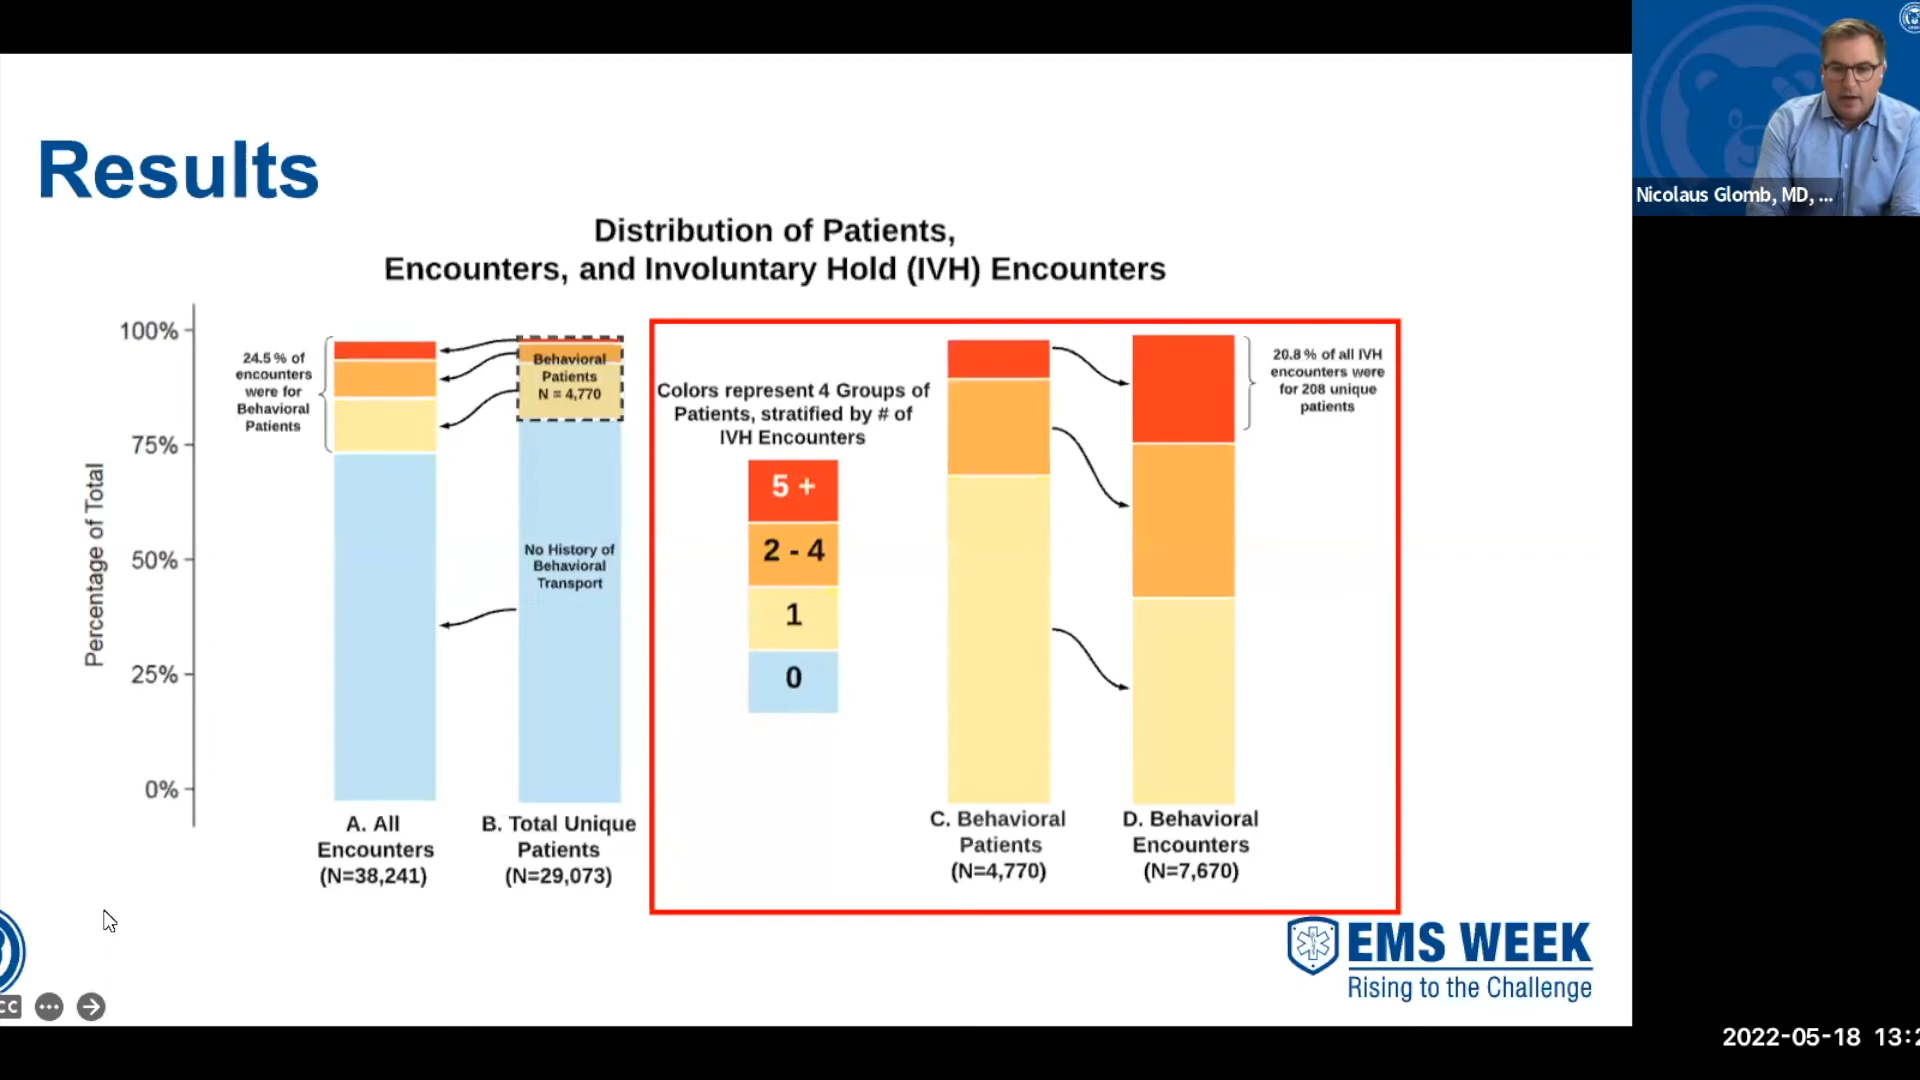 Nicolaus Glomb, MD, ...
Results
Distribution of Patients,
Encounters, and Involuntary Hold (IVH) Encounters
Percentage of Total
100%
75%
50%
25%
0%
24.5 % of
encounters
were for
Behavioral
Patients
Behavioral
Patients
N = 4,770
No History of
Behavioral
Transport
A. All
Encounters
(N=38,241)
B. Total Unique
Patients
(N=29,073)
Colors represent 4 Groups of
Patients, stratified by # of
IVH Encounters
5 +
2 - 4
1
0
C. Behavioral
Patients
(N=4,770)
D. Behavioral
Encounters
(N=7,670)
20.8 % of all IVH
encounters were
for 208 unique
patients
EMS WEEK
Rising to the Challenge
CC
2022-05-18 13:2